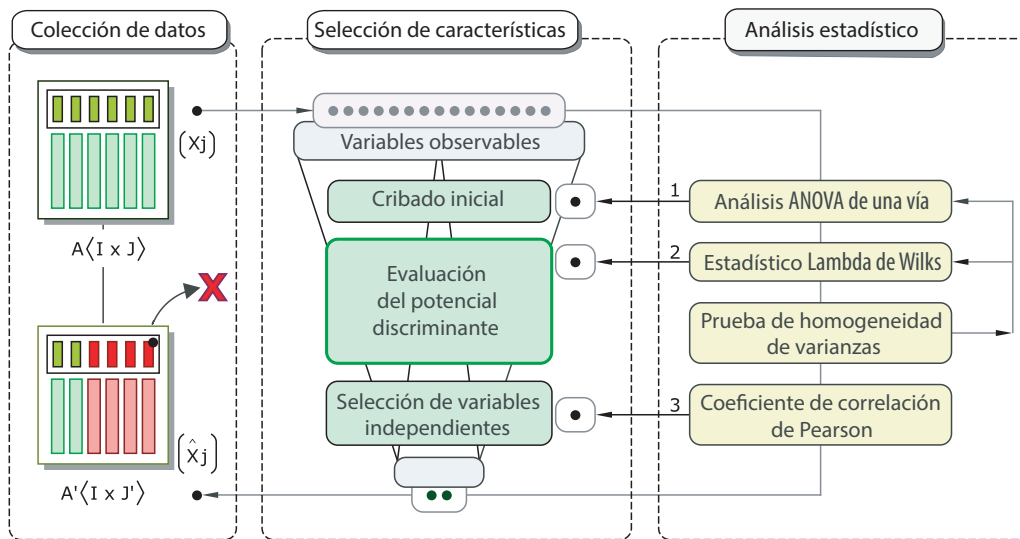 Colección de datos
Selección de características
Análisis estadístico
(Xj)
A⟨I x J⟩
(X̂j)
A'⟨I x J'⟩
Variables observables
Cribado inicial
Evaluación
del potencial
discriminante
Selección de variables
independientes
1
Análisis ANOVA de una vía
2
Estadístico Lambda de Wilks
Prueba de homogeneidad
de varianzas
3
Coeficiente de correlación
de Pearson